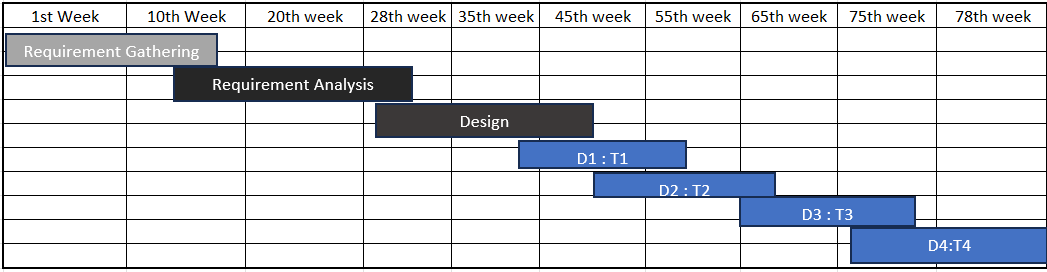 1st Week 10th Week 20th week 28th week 35th week 45th week 55th week 65th week 75th week 78th week
Requirement Gathering
Requirement Analysis
Design
D1 : T1
D2 : T2
D3 : T3
D4:T4